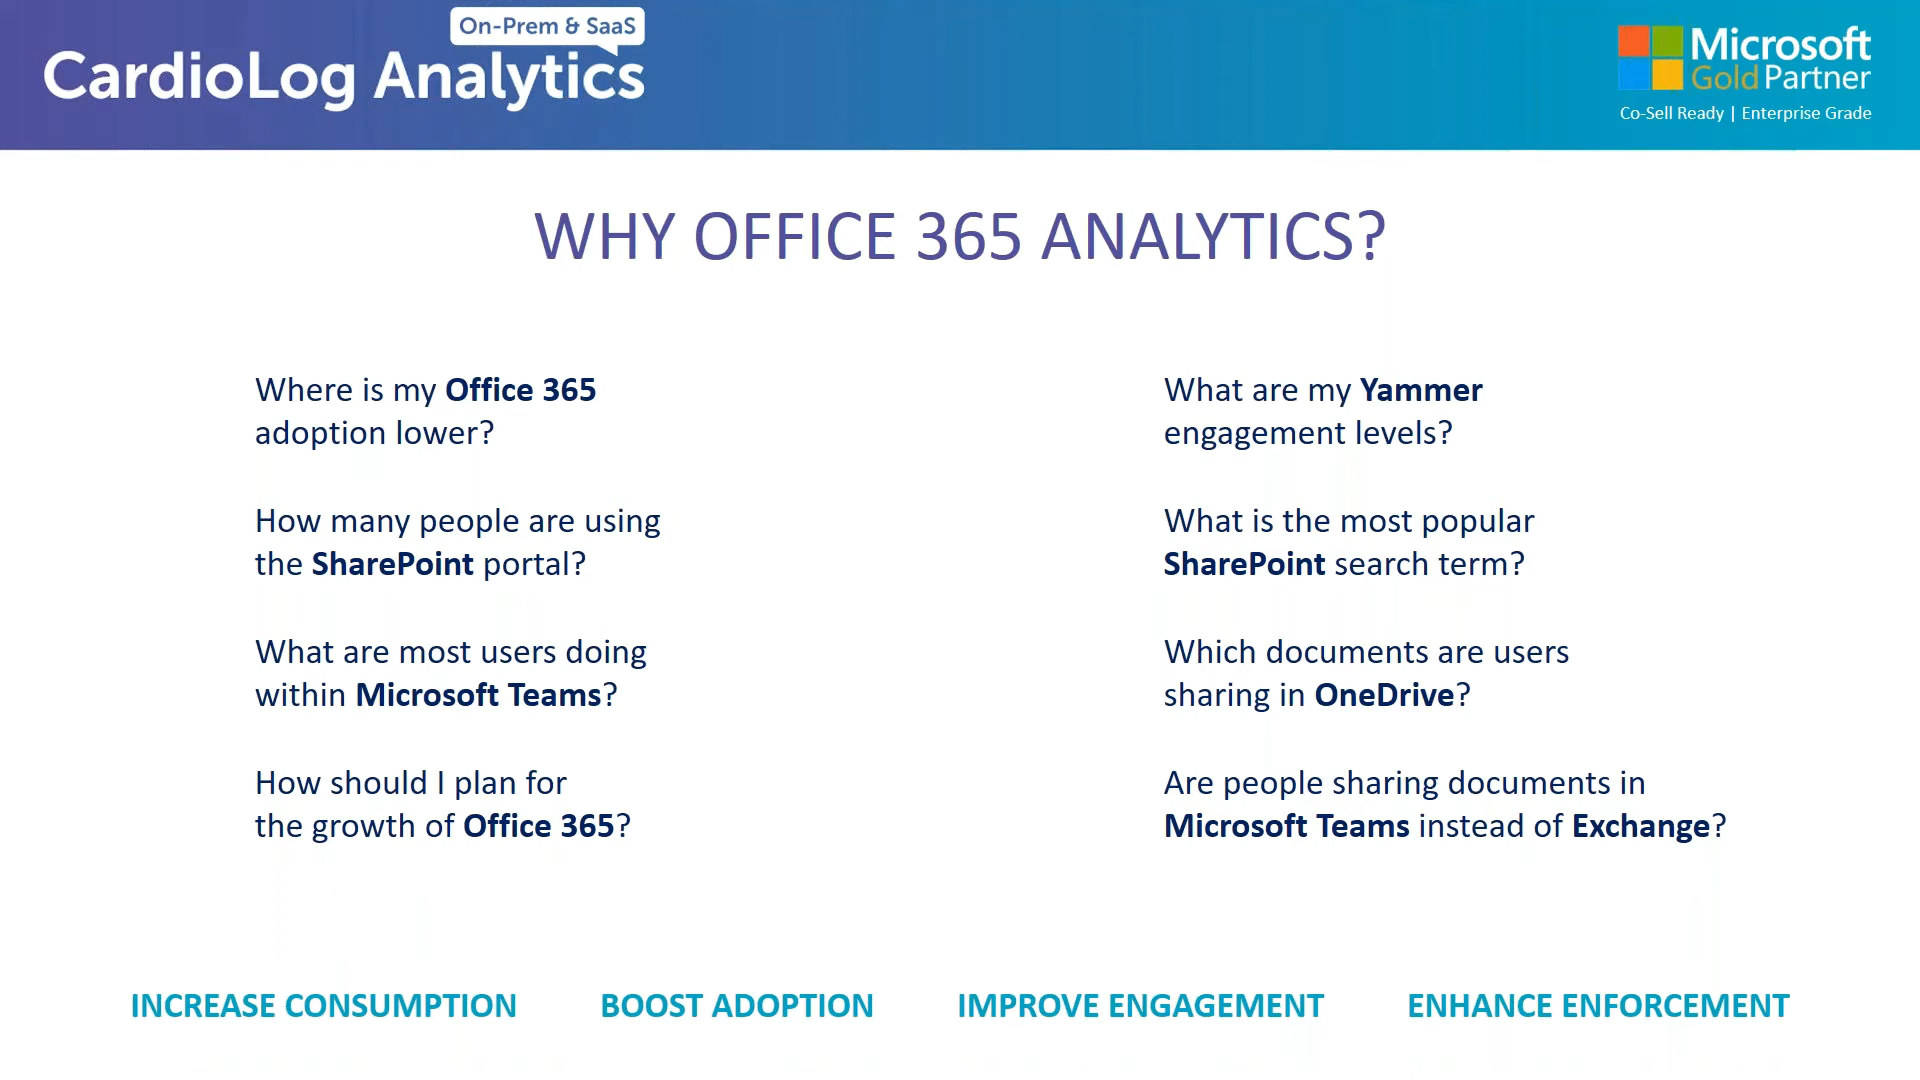 On-Prem & SaaS
CardioLog Analytics
Microsoft
Gold Partner
Co-Sell Ready | Enterprise Grade
WHY OFFICE 365 ANALYTICS?
Where is my Office 365
adoption lower?
How many people are using
the SharePoint portal?
What are most users doing
within Microsoft Teams?
How should I plan for
the growth of Office 365?
What are my Yammer
engagement levels?
What is the most popular
SharePoint search term?
Which documents are users
sharing in OneDrive?
Are people sharing documents in
Microsoft Teams instead of Exchange?
INCREASE CONSUMPTION
BOOST ADOPTION
IMPROVE ENGAGEMENT
ENHANCE ENFORCEMENT